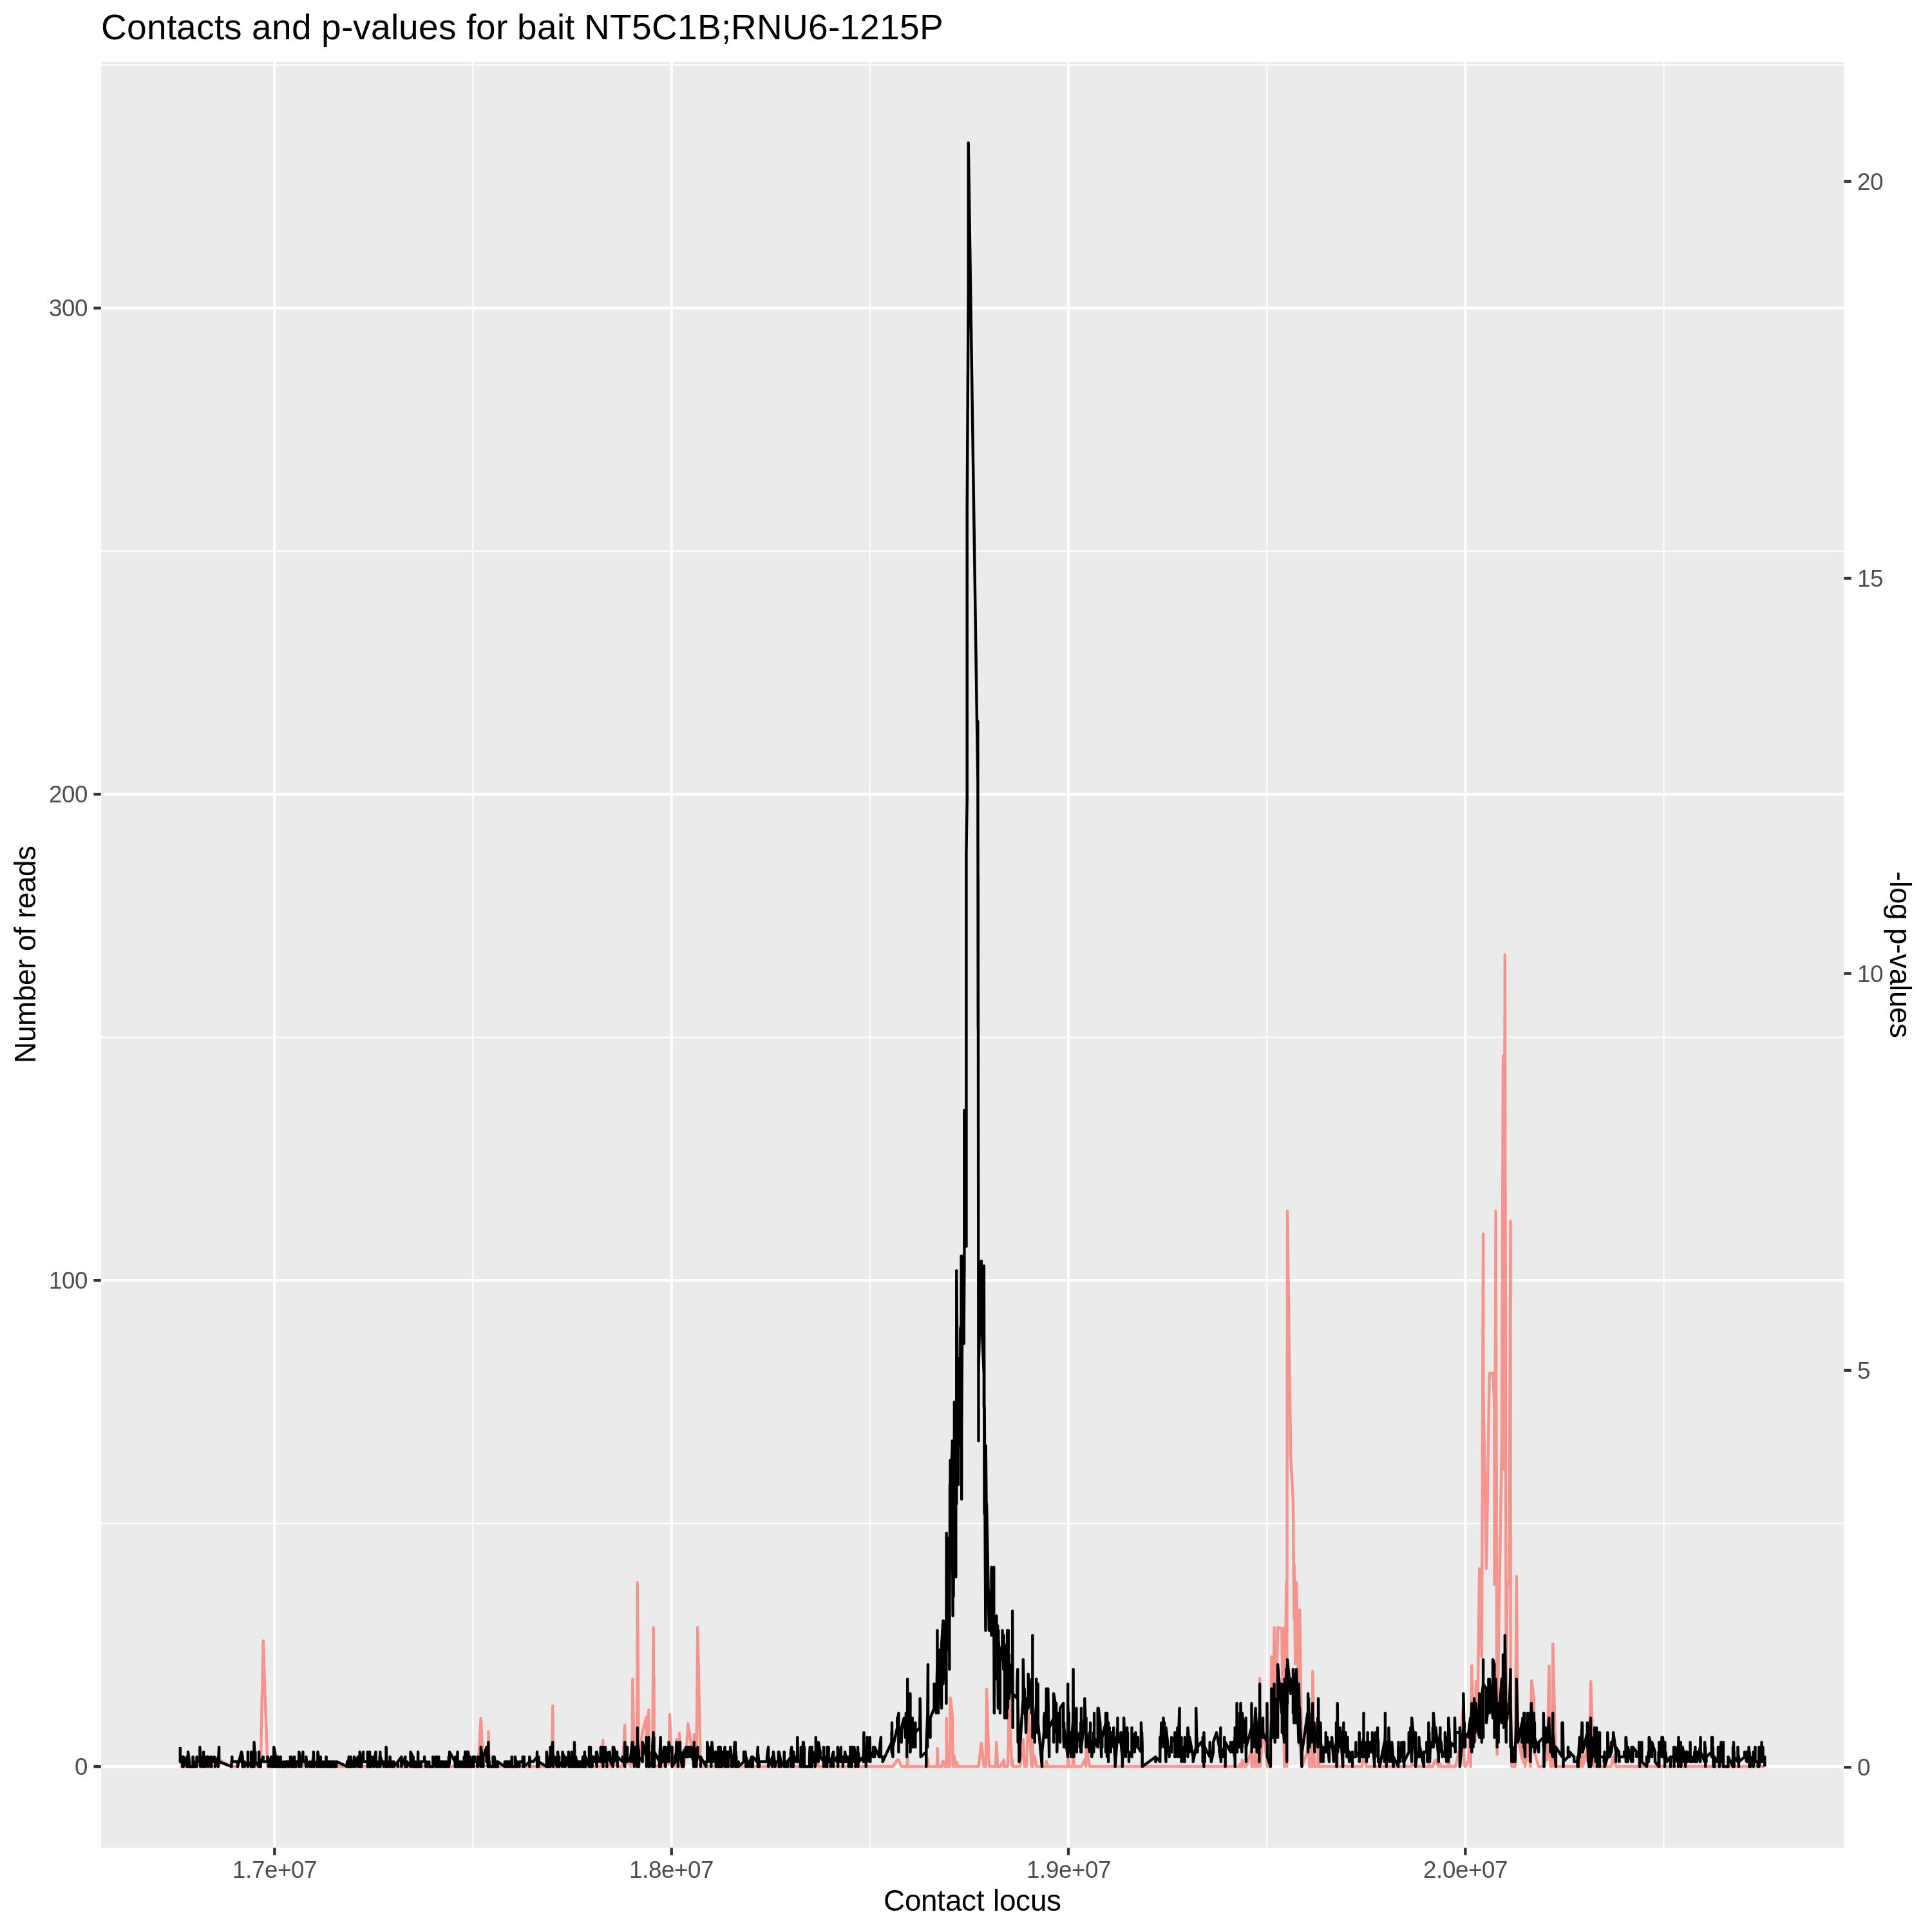 Contacts and p-values for bait NT5C1B;RNU6-1215P
300
200
100
0
Number of reads
20
15
10
5
0
-log p-values
1.7e+07 1.8e+07 1.9e+07 2.0e+07
Contact locus